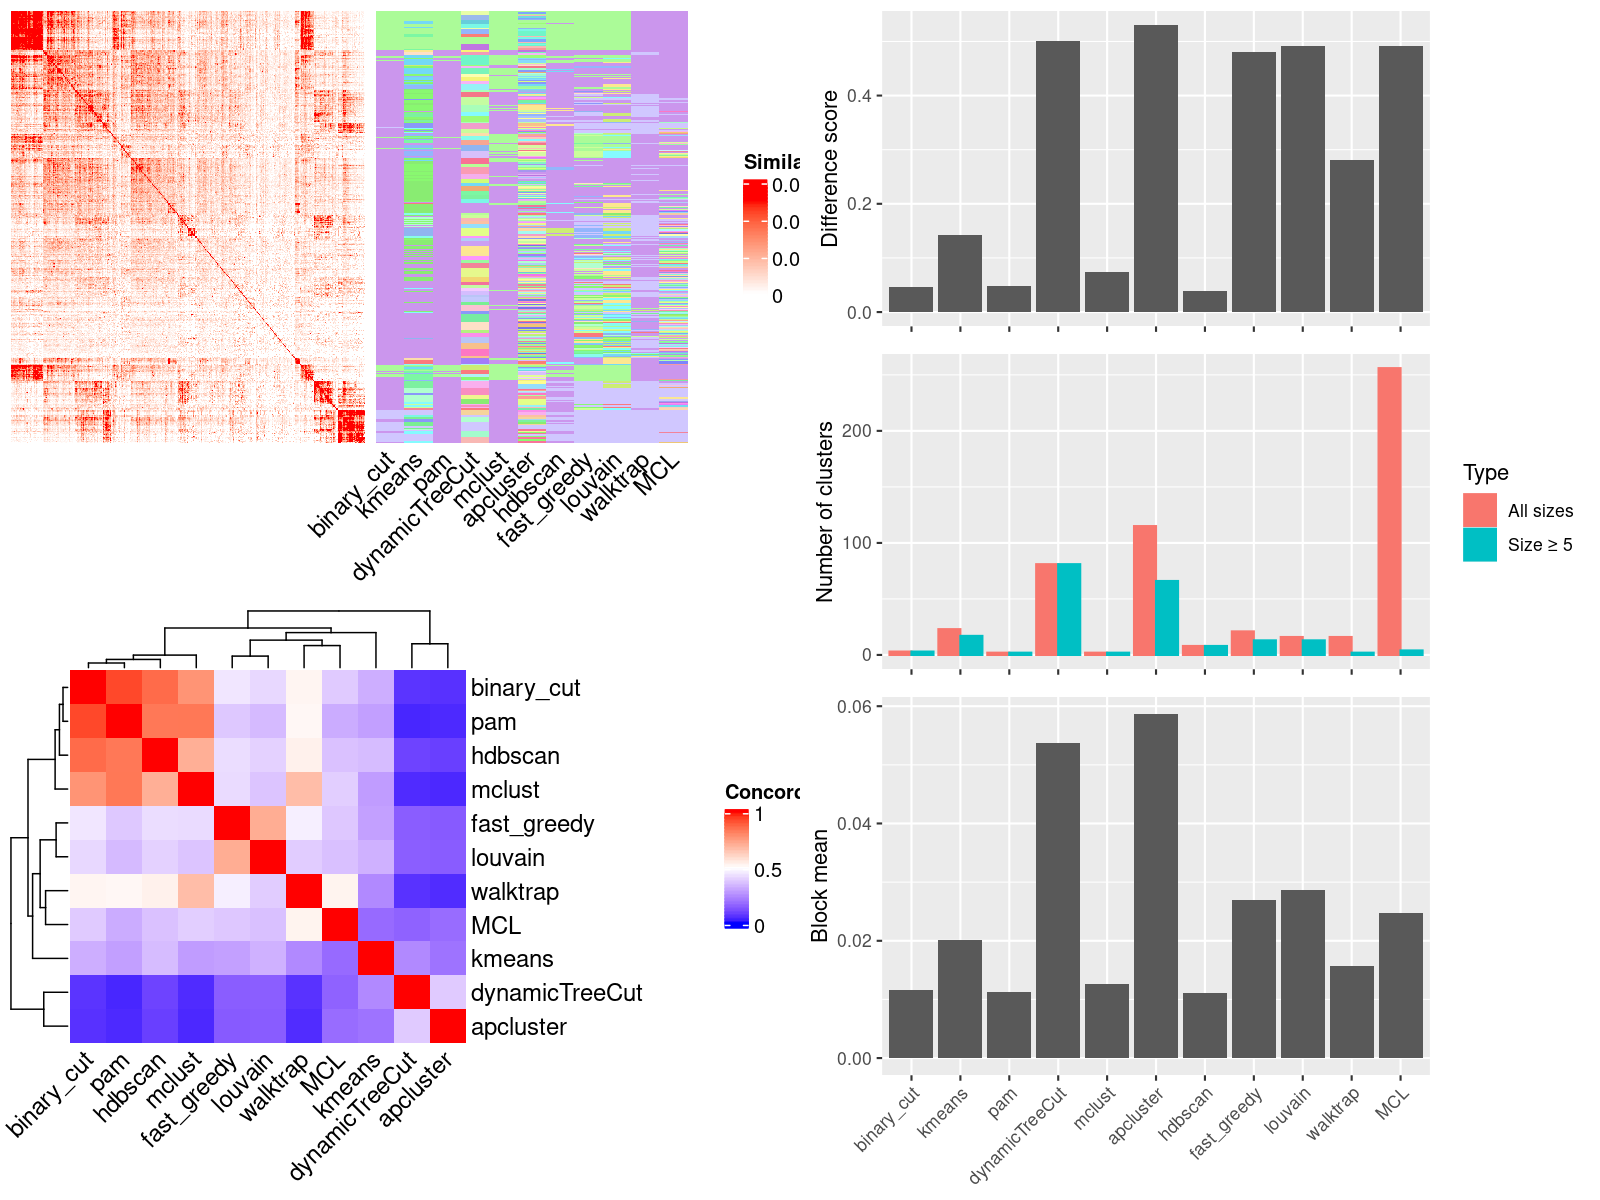 Simila
0.0
0.0
0.0
0
binary_cut
kmeans
pam
dynamicTreeCut
mclust
apcluster
hdbscan
fast_greedy
louvain
walktrap
MCL
binary_cut
pam
hdbscan
mclust
fast_greedy
louvain
walktrap
MCL
kmeans
dynamicTreeCut
apcluster
binary_cut
pam
hdbscan
mclust
fast_greedy
louvain
walktrap
MCL
kmeans
dynamicTreeCut
apcluster
Concord
1
0.5
0
Difference score
0.4
0.2
0.0
Number of clusters
200
100
0
Type
All sizes
Size ≥ 5
Block mean
0.06
0.04
0.02
0.00
binary_cut
kmeans
pam
dynamicTreeCut
mclust
apcluster
hdbscan
fast_greedy
louvain
walktrap
MCL